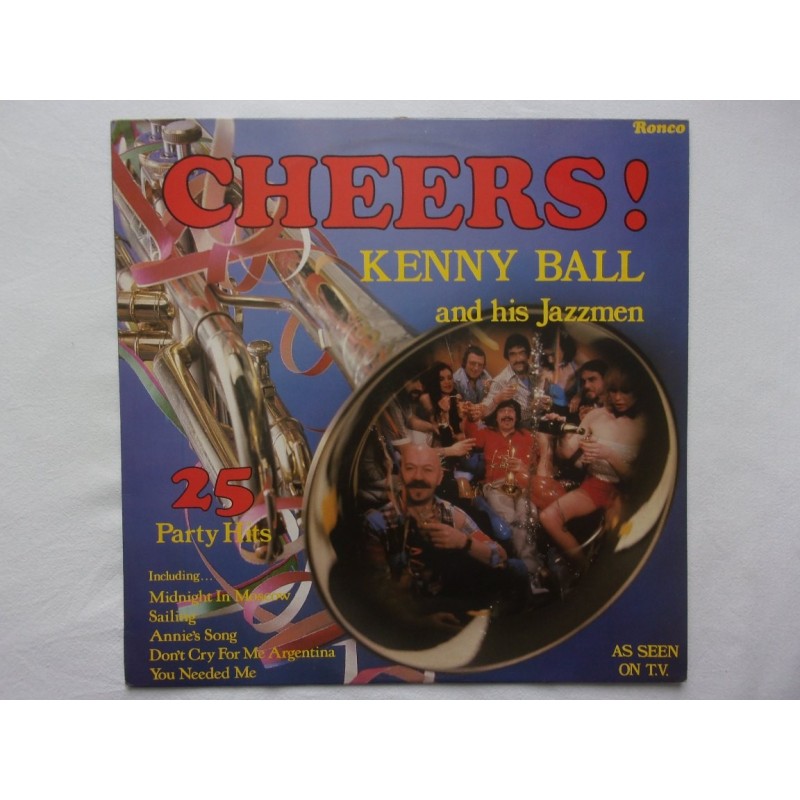 Ronco
CHEERS!
KENNY BALL
and his Jazzmen
25
Party Hits
Including...
Midnight In Moscow
Sailing
Annie's Song
Don't Cry For Me Argentina
You Needed Me
AS SEEN
ON T.V.